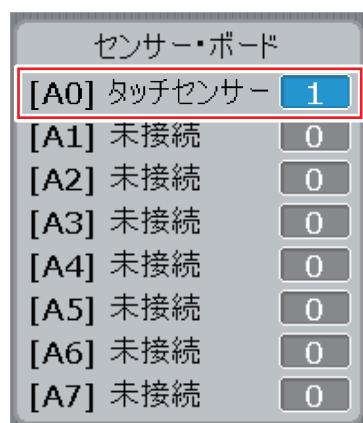 センサー・ボード
[A0] タッチセンサー 1
[A1] 未接続 0
[A2] 未接続 0
[A3] 未接続 0
[A4] 未接続 0
[A5] 未接続 0
[A6] 未接続 0
[A7] 未接続 0